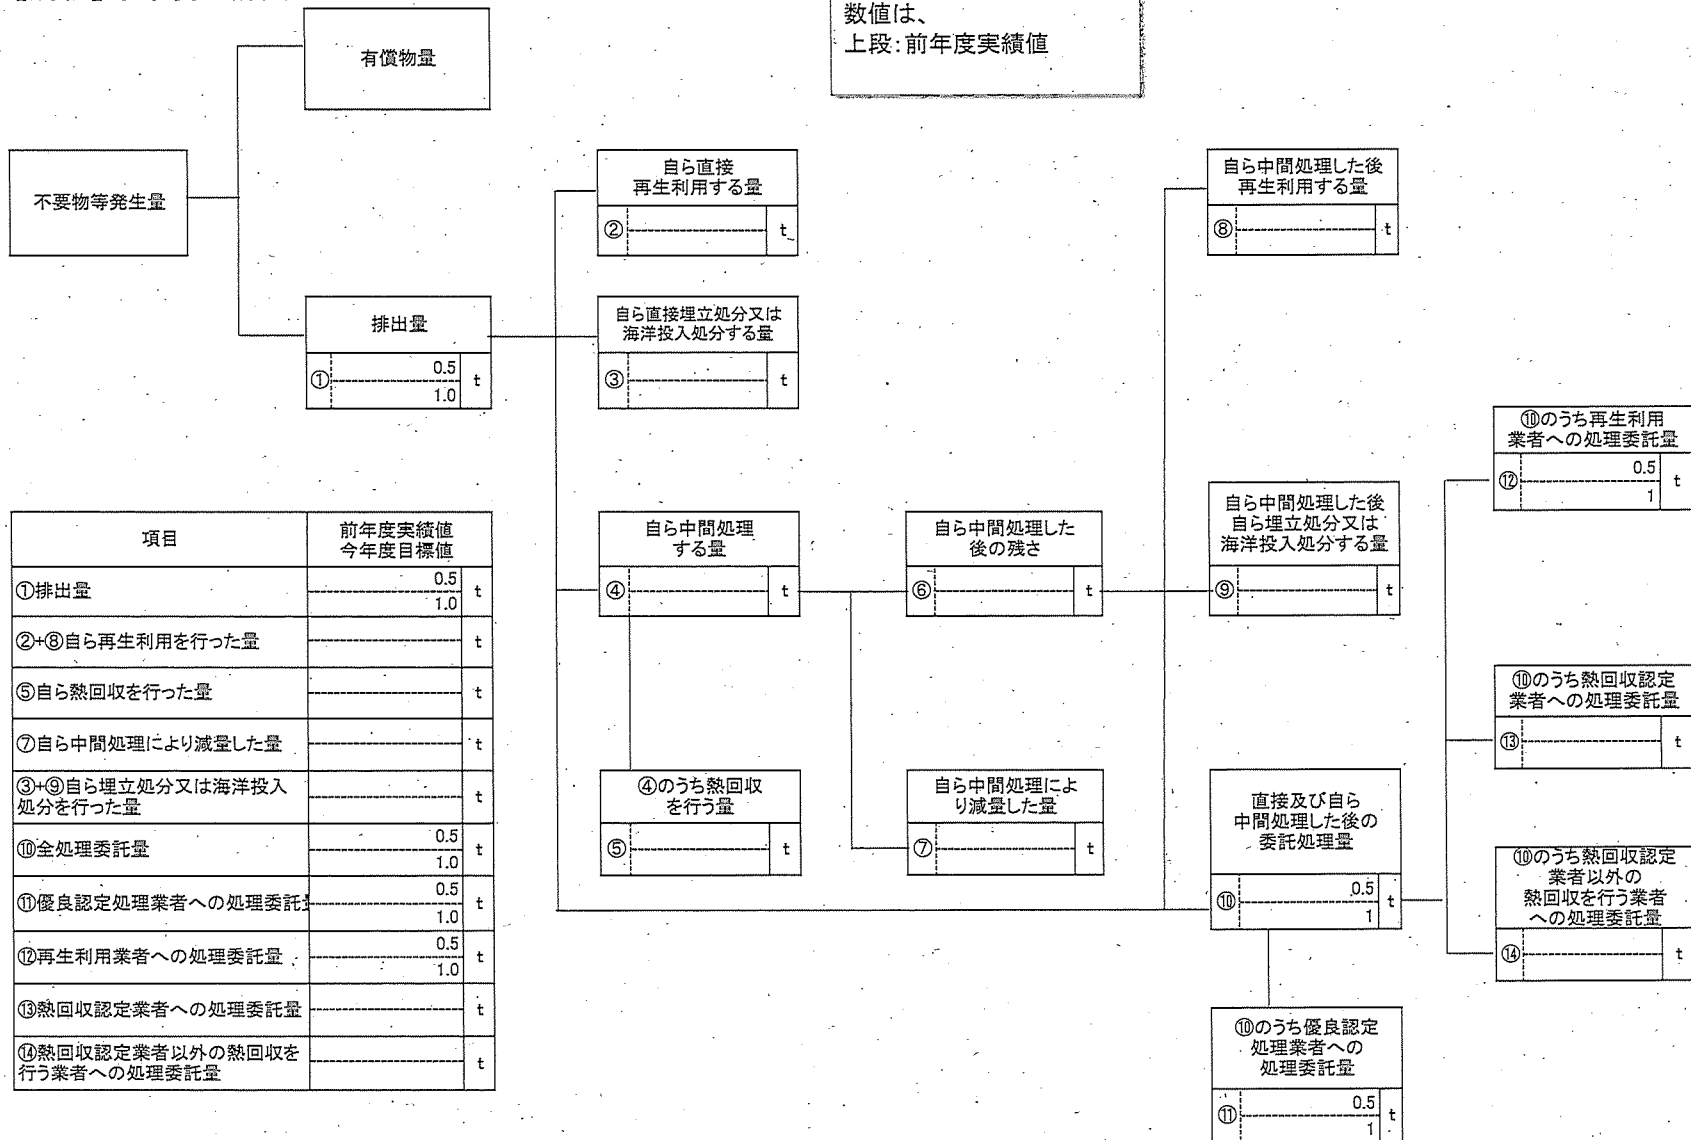 数値は、
上段:前年度実績値
有償物量
不要物等発生量
排出量
① 0.5 t
1.0
自ら直接
再生利用する量
② t
自ら直接埋立処分又は
海洋投入処分する量
③ t
自ら中間処理
する量
④ t
④のうち熱回収
を行う量
⑤ t
自ら中間処理した
後の残さ
⑥ t
自ら中間処理によ
り減量した量
⑦ t
自ら中間処理した後
再生利用する量
⑧ t
自ら中間処理した後
自ら埋立処分又は
海洋投入処分する量
⑨ t
直接及び自ら
中間処理した後の
委託処理量
⑩ 0.5 t
1
⑩のうち優良認定
処理業者への
処理委託量
⑪ 0.5 t
1
⑩のうち再生利用
業者への処理委託量
⑫ 0.5 t
1
⑩のうち熱回収認定
業者への処理委託量
⑬ t
⑩のうち熱回収認定
業者以外の
熱回収を行う業者
への処理委託量
⑭ t
項目 前年度実績値
今年度目標値
①排出量 0.5 t
1.0
②+⑧自ら再生利用を行った量 t
⑤自ら熱回収を行った量 t
⑦自ら中間処理により減量した量 t
③+⑨自ら埋立処分又は海洋投入
処分を行った量 t
⑩全処理委託量 0.5 t
1.0
⑪優良認定処理業者への処理委託 0.5 t
1.0
⑫再生利用業者への処理委託量 0.5 t
1.0
⑬熱回収認定業者への処理委託量 t
⑭熱回収認定業者以外の熱回収を
行う業者への処理委託量 t